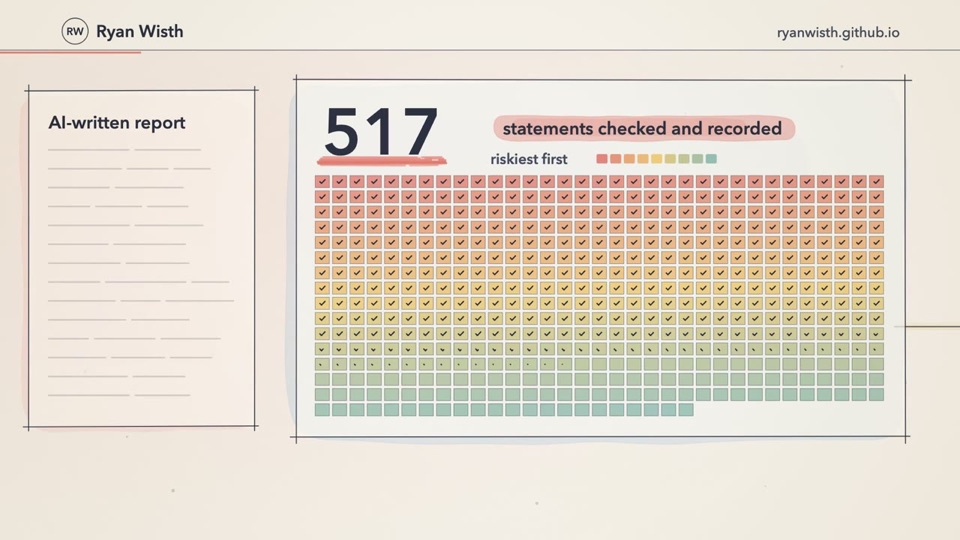 RW Ryan Wisth
ryanwisth.github.io
AI-written report
517
statements checked and recorded
riskiest first